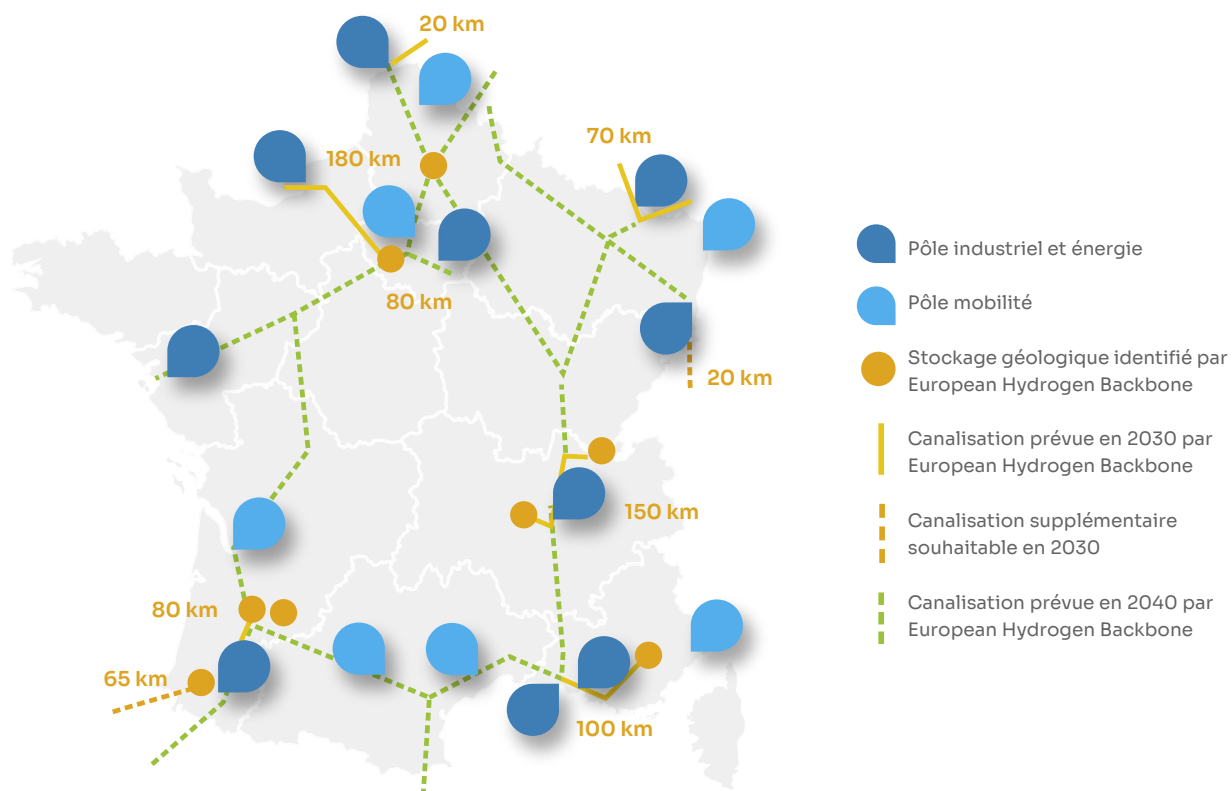 20 km
70 km
180 km
80 km
20 km
150 km
80 km
65 km
100 km
Pôle industriel et énergie
Pôle mobilité
Stockage géologique identifié par
European Hydrogen Backbone
Canalisation prévue en 2030 par
European Hydrogen Backbone
Canalisation supplémentaire
souhaitable en 2030
Canalisation prévue en 2040 par
European Hydrogen Backbone